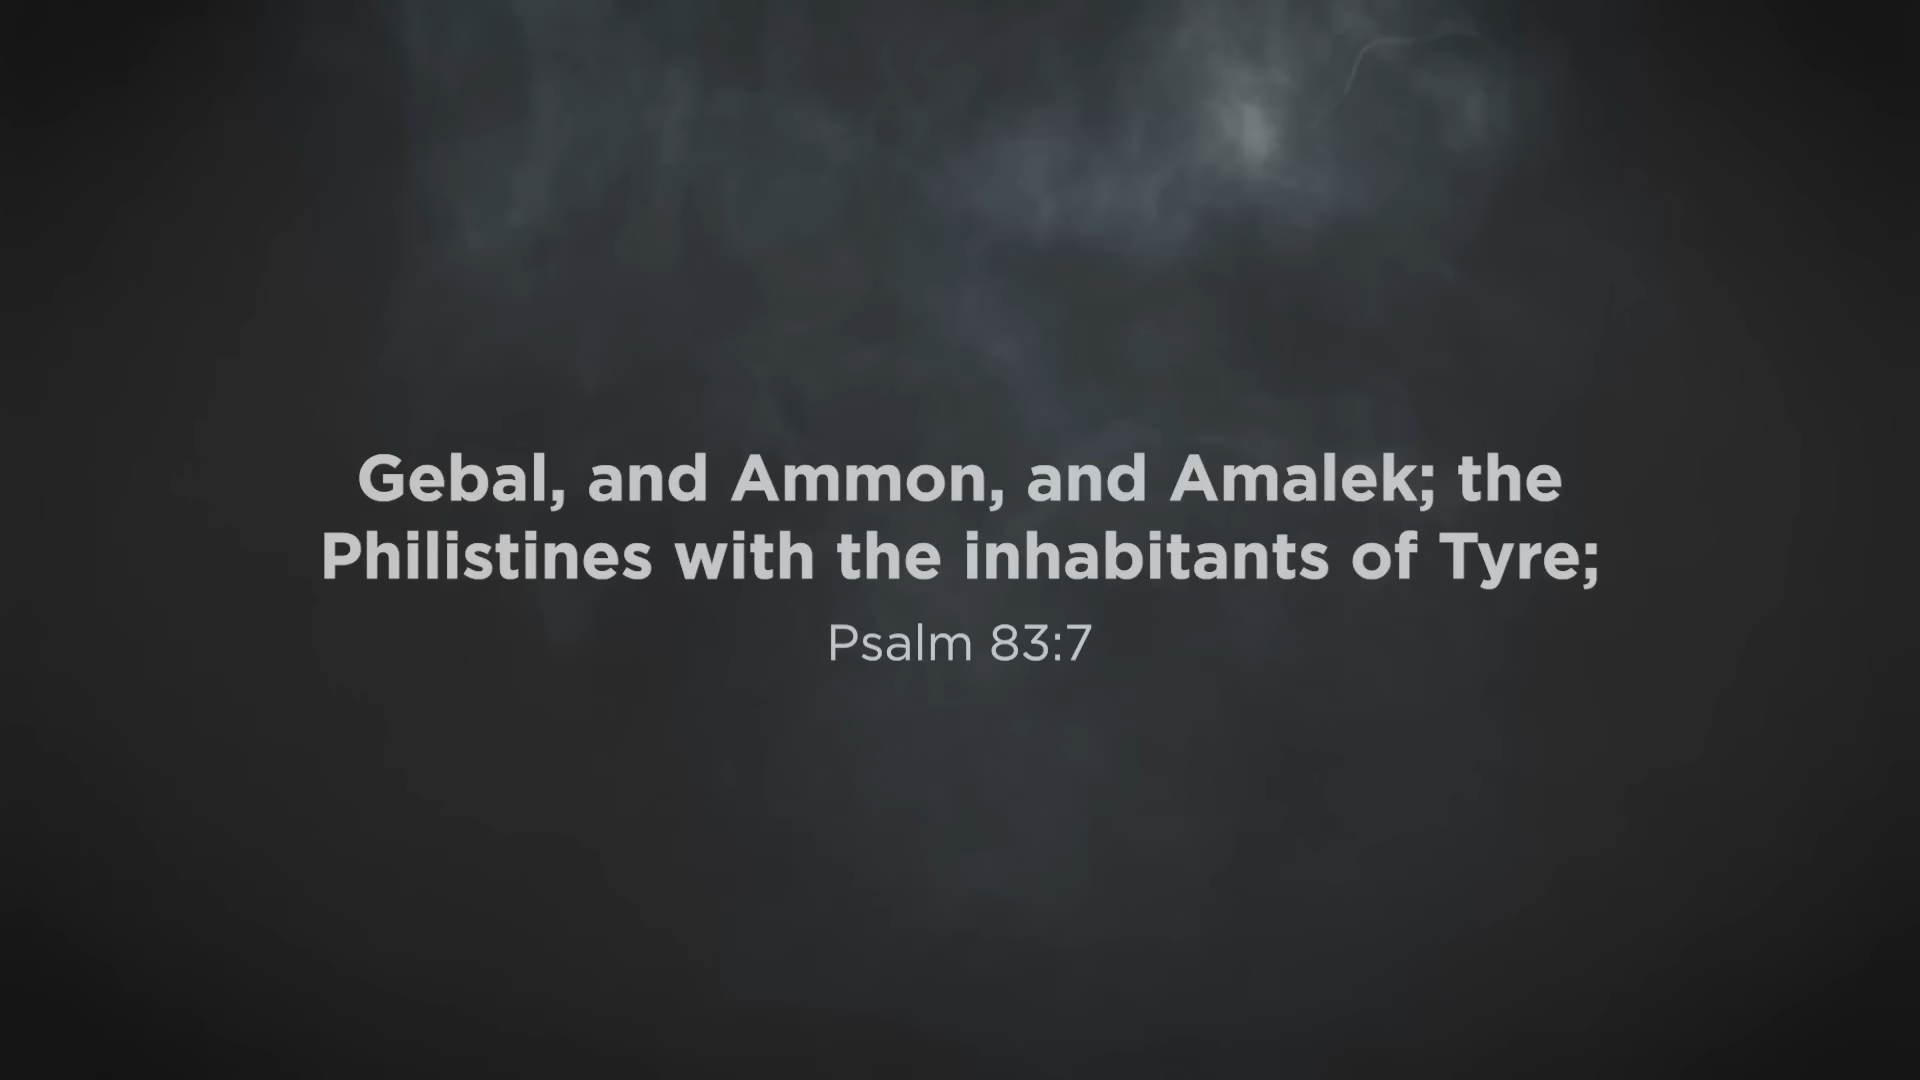 Gebal, and Ammon, and Amalek; the
Philistines with the inhabitants of Tyre;
Psalm 83:7